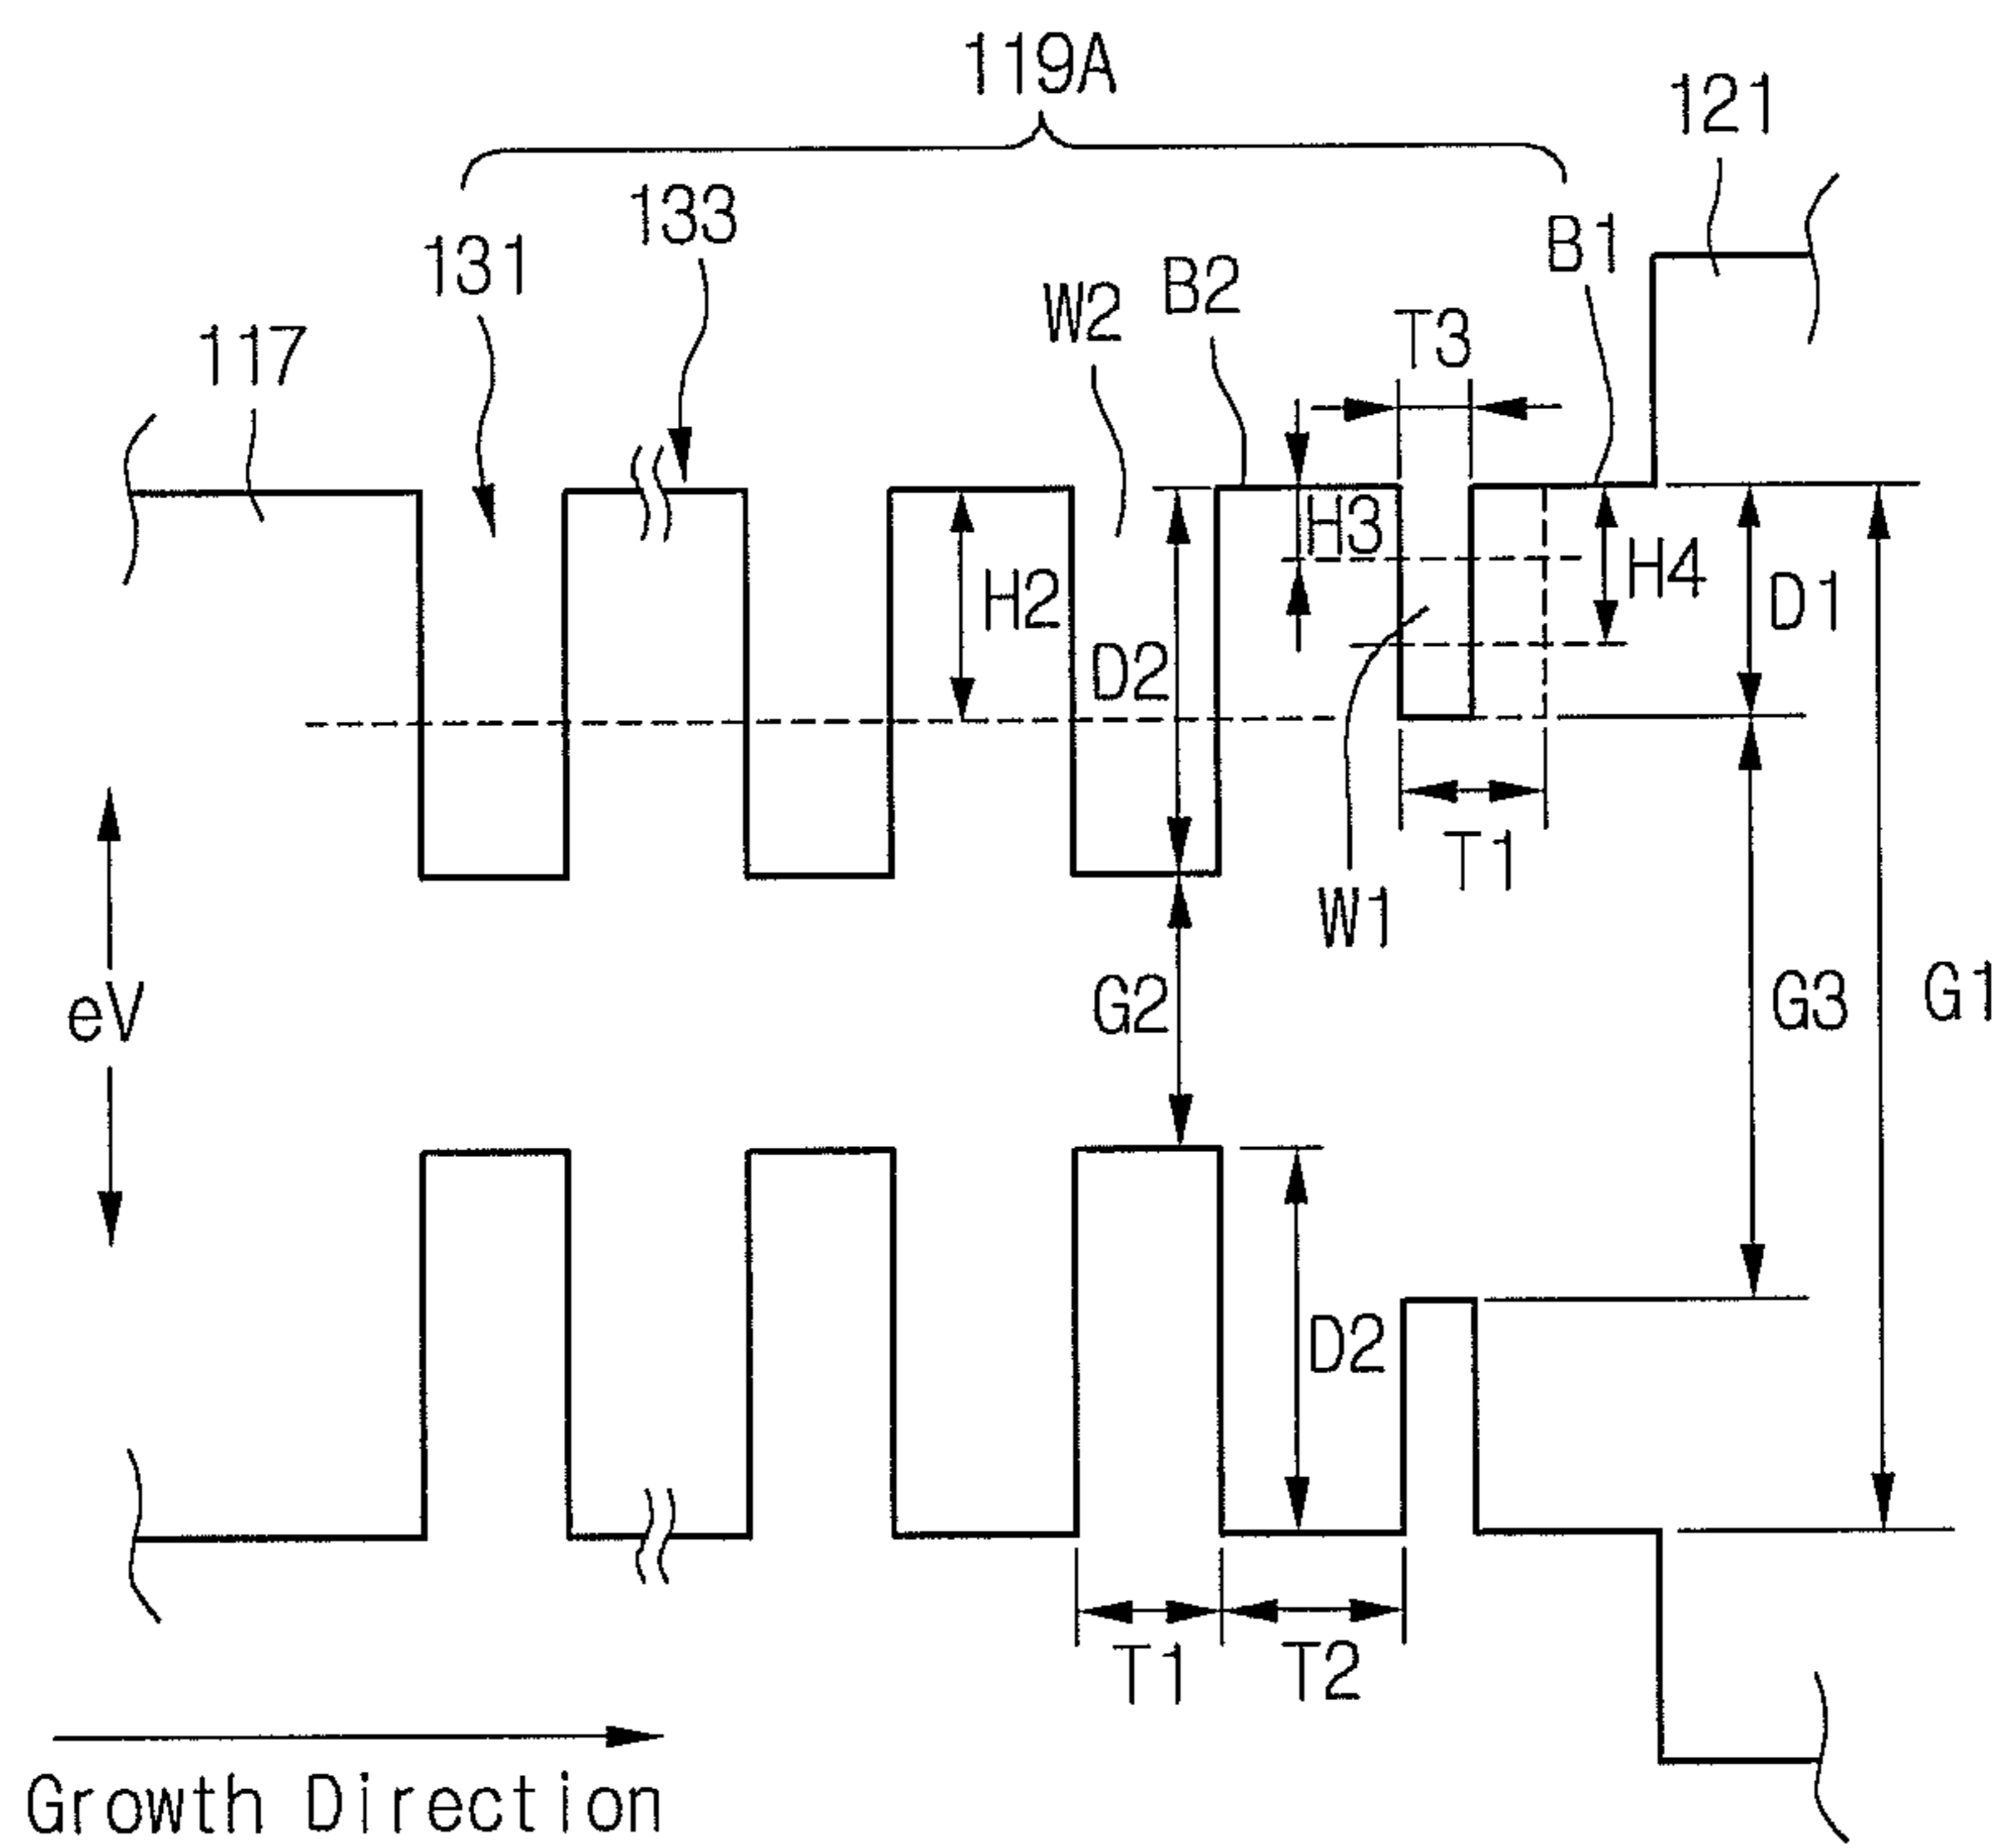 119A
121
133
B1
131
B2
W2
T3
117
H3
H4
H2
D1
D2
T1
W1
G2
G3
G1
eV
D2
T1
T2
Growth Direction